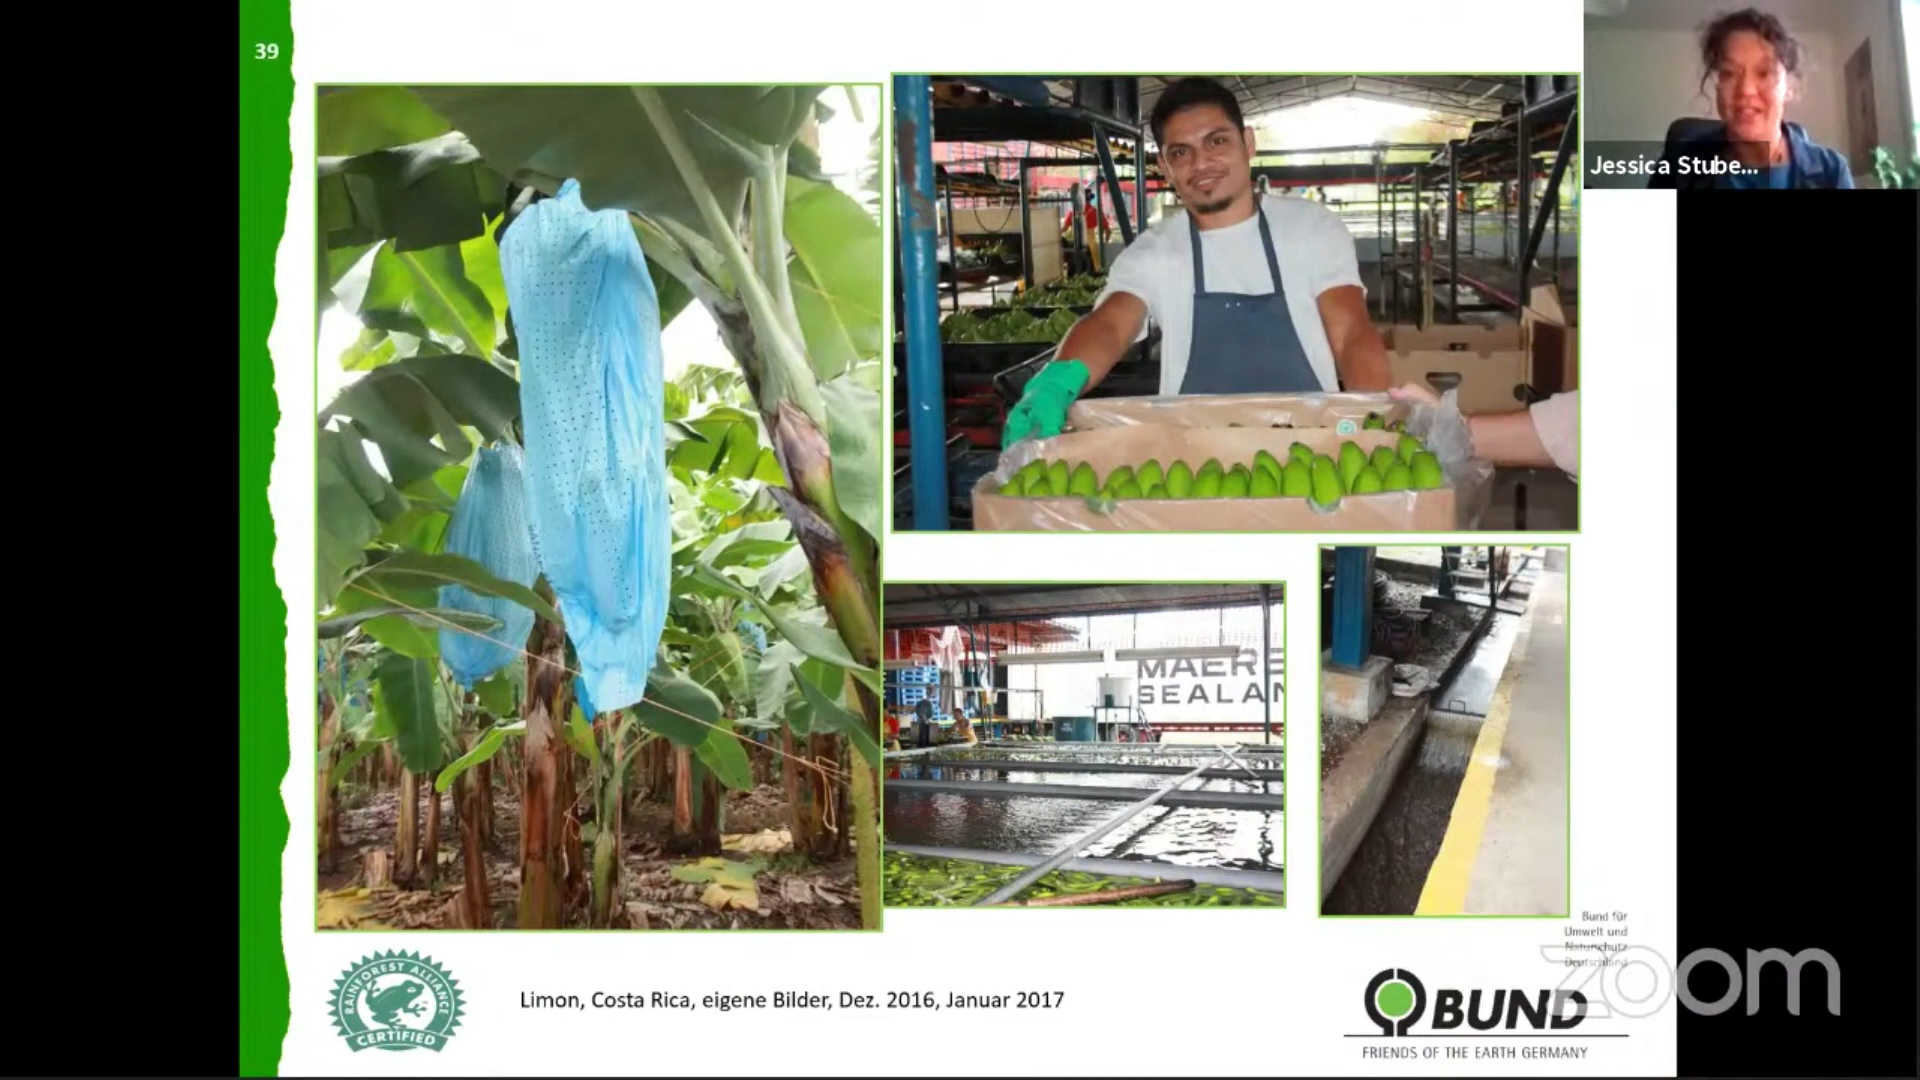 39
Jessica Stube...
MAERS
SEALAN
Bund für
Umwelt und
Naturschutz
Deutschland
RAINFOREST ALLIANCE
CERTIFIED
Limon, Costa Rica, eigene Bilder, Dez. 2016, Januar 2017
BUND
FRIENDS OF THE EARTH GERMANY
zoom